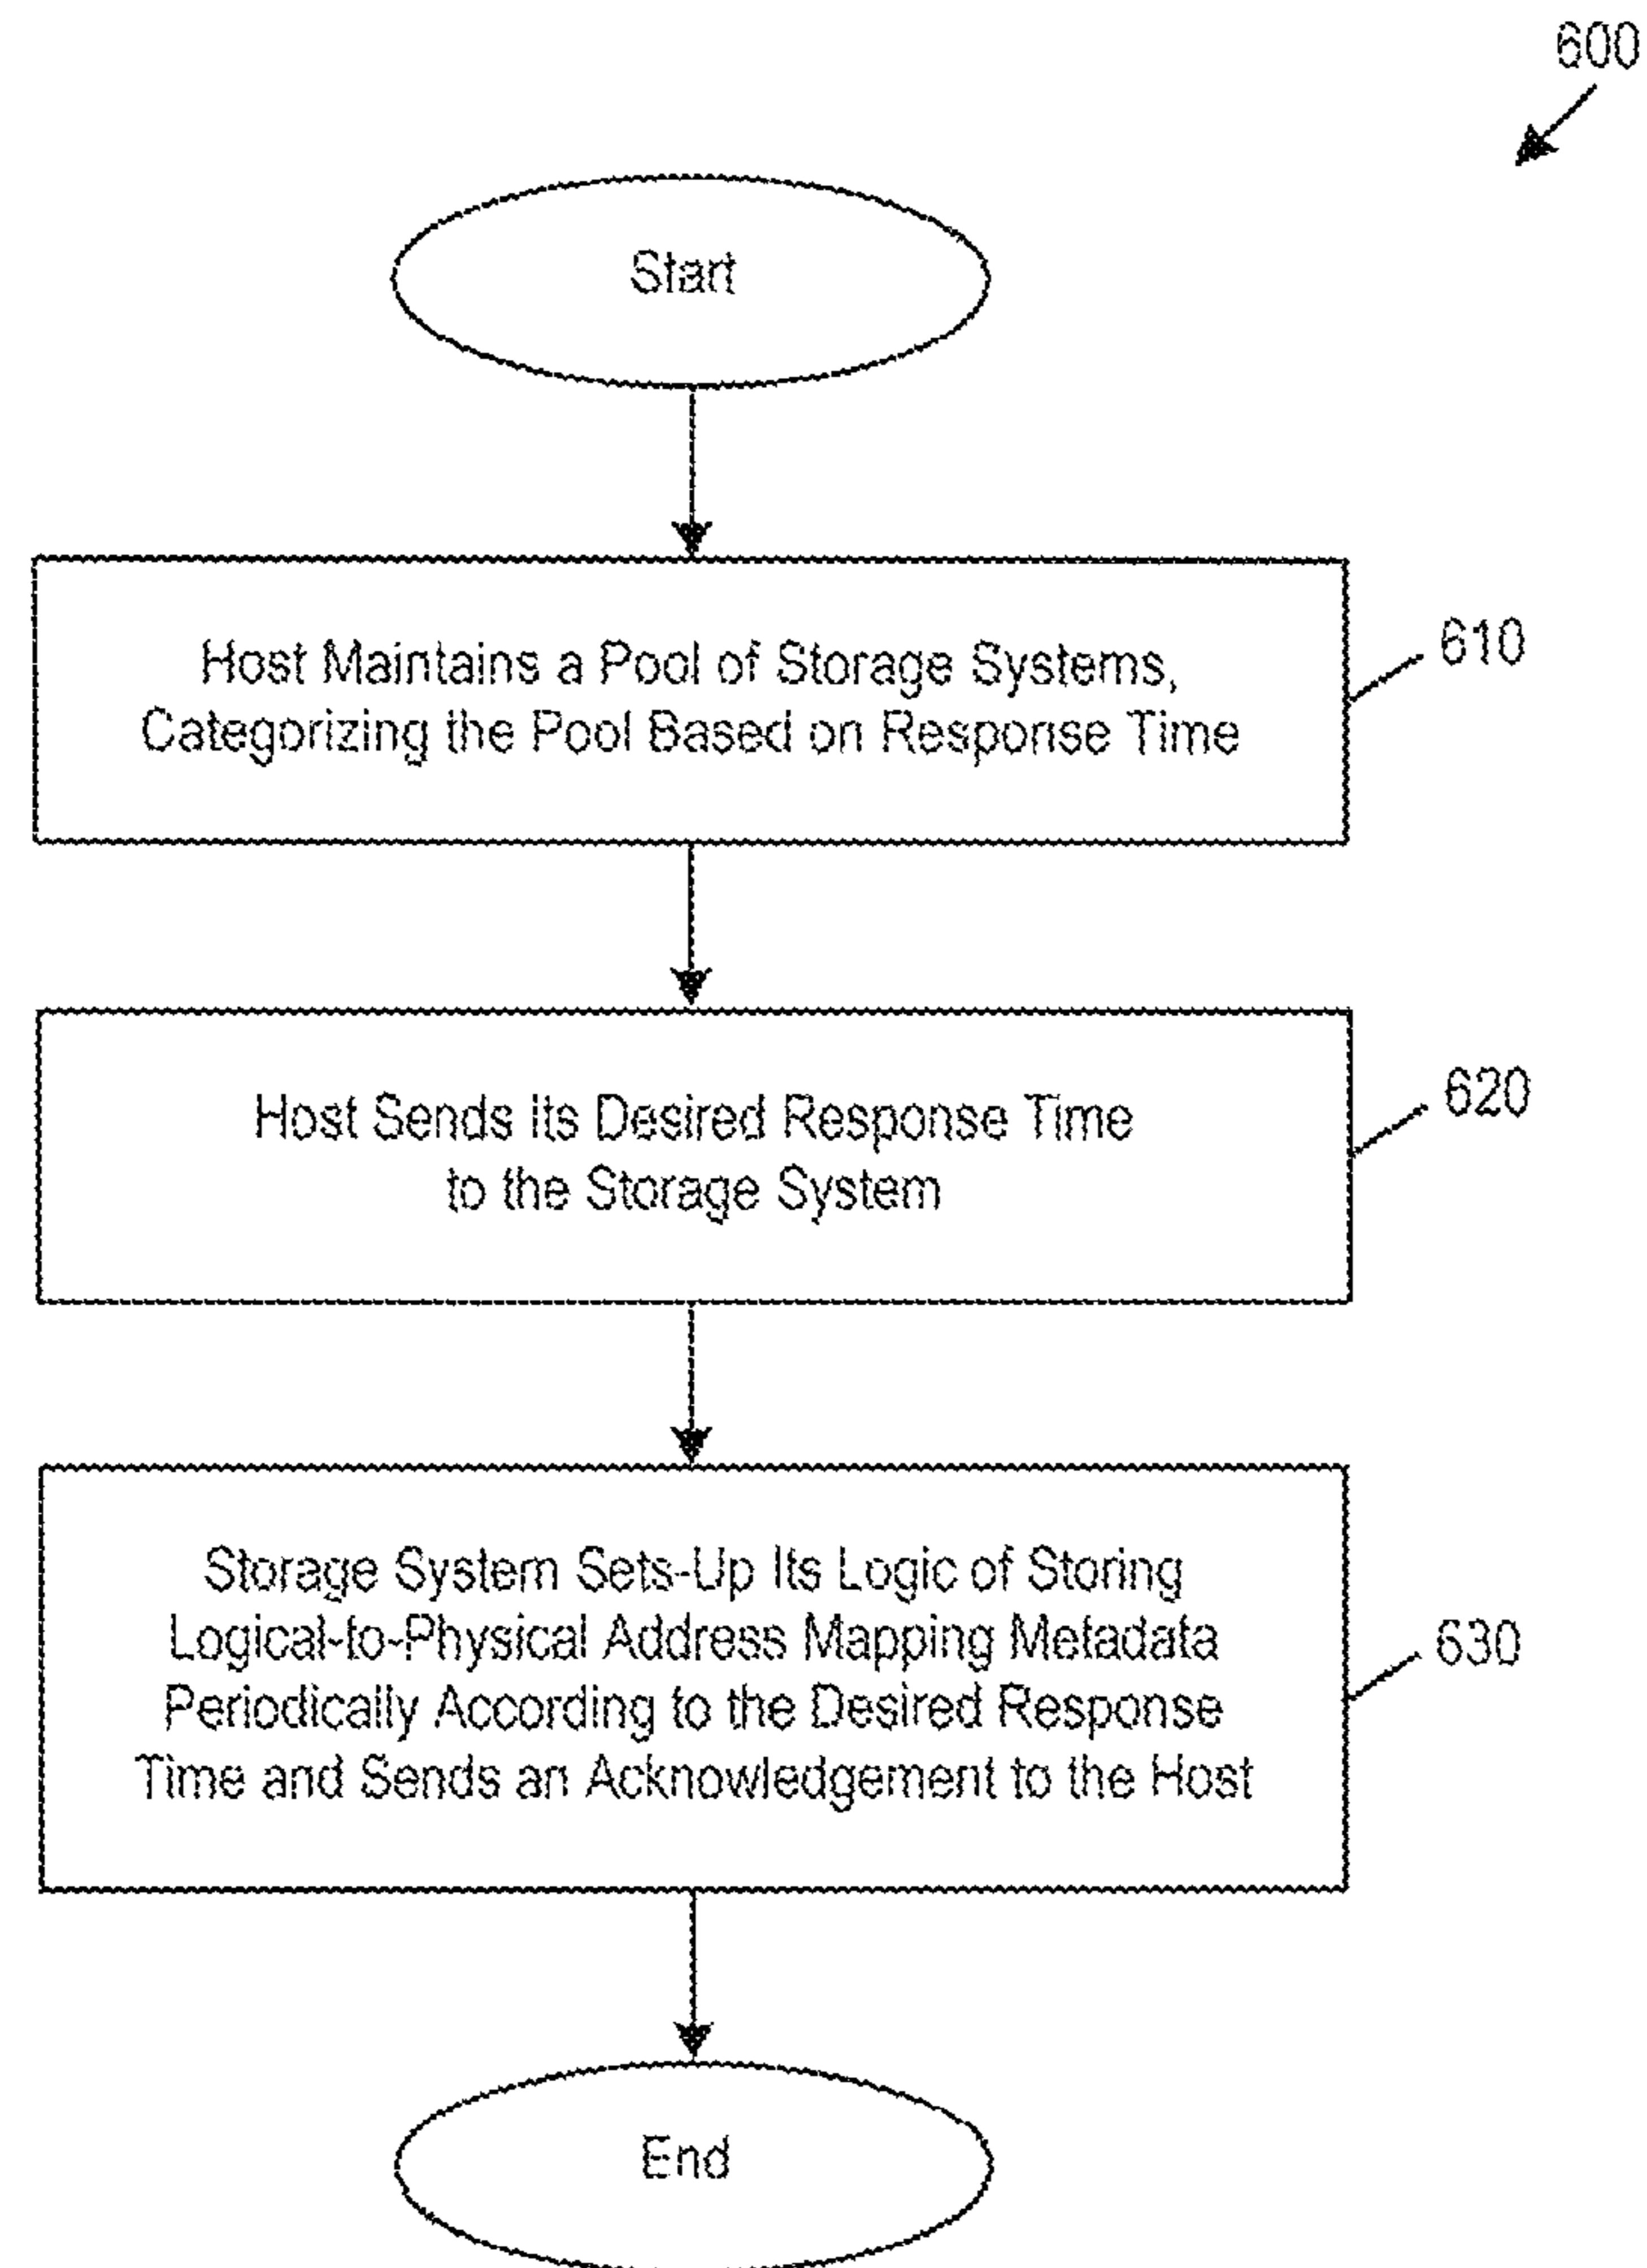 600
Start
Host Maintains a Pool of Storage Systems,
Categorizing the Pool Based on Response Time
610
Host Sends Its Desired Response Time
to the Storage System
620
Storage System Sets-Up Its Logic of Storing
Logical-to-Physical Address Mapping Metadata
Periodically According to the Desired Response
Time and Sends an Acknowledgement to the Host
630
End